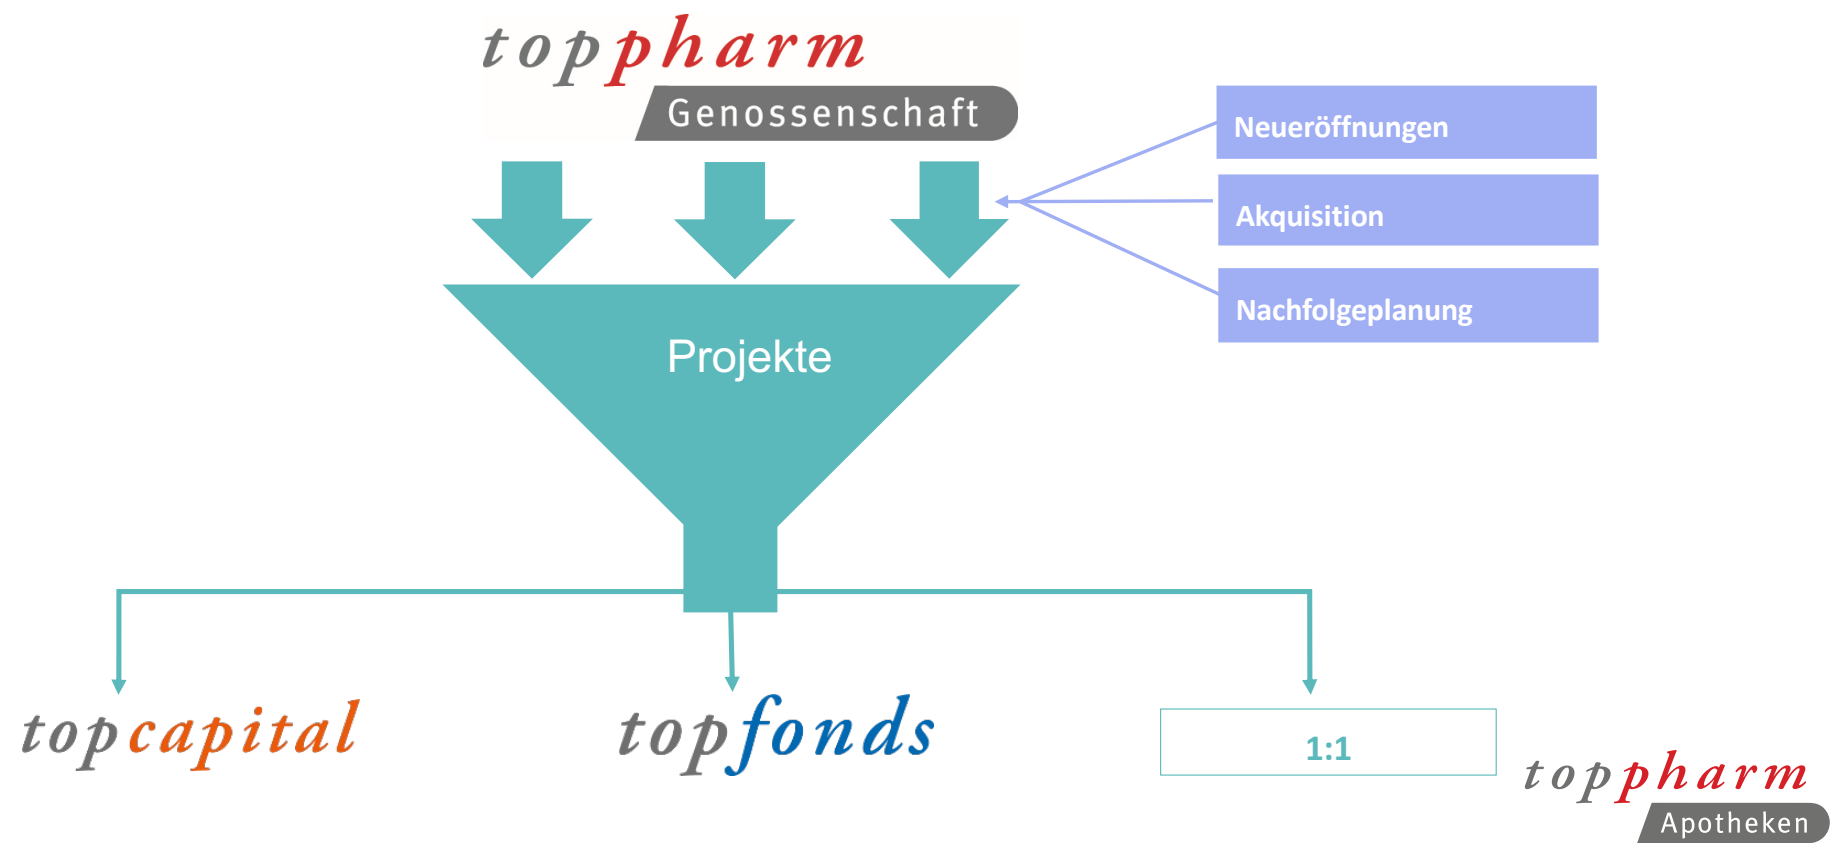 toppharm
Genossenschaft
Neueröffnungen
Akquisition
Nachfolgeplanung
Projekte
topcapital
topfonds
1:1
toppharm
Apotheken